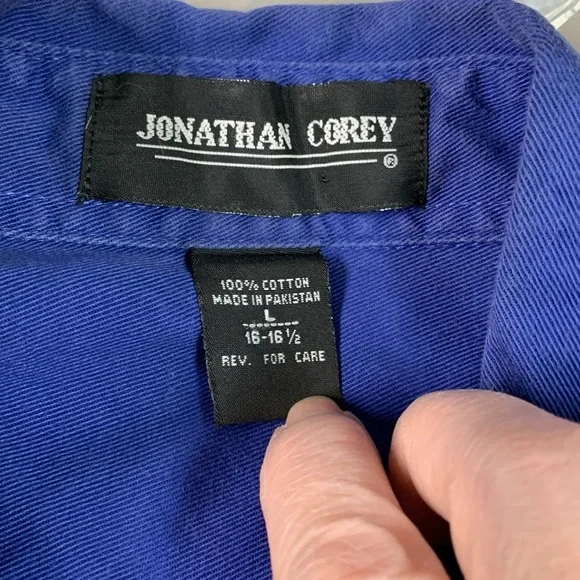 JONATHAN COREY
®
100% COTTON
MADE IN PAKISTAN
L
16-16 1/2
REV. FOR CARE